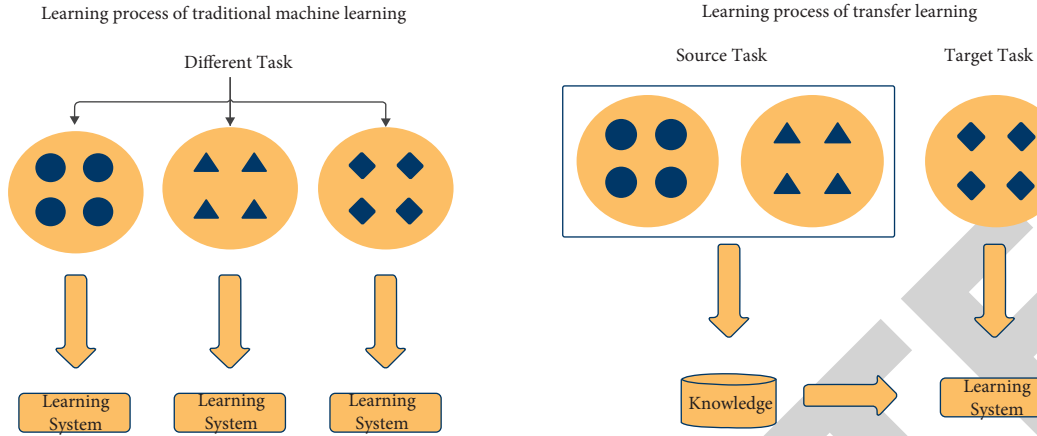 Learning process of traditional machine learning
Different Task
Learning
System
Learning
System
Learning
System
Learning process of transfer learning
Source Task
Target Task
Knowledge
Learning
System